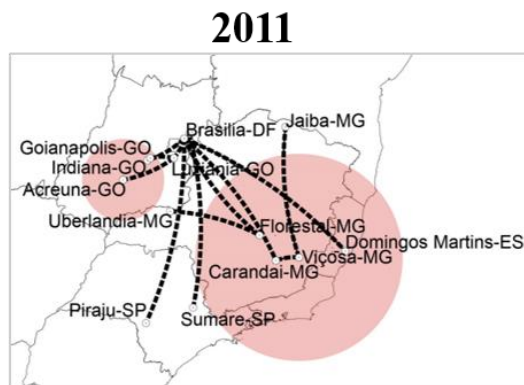 2011
Brasilia-DF
Jaiba-MG
Goianapolis-GO
Indiana-GO
Luziania-GO
Acreuna-GO
Uberlandia-MG
Florestal-MG
Domingos Martins-ES
Viçosa-MG
Carandai-MG
Piraju-SP
Sumare-SP